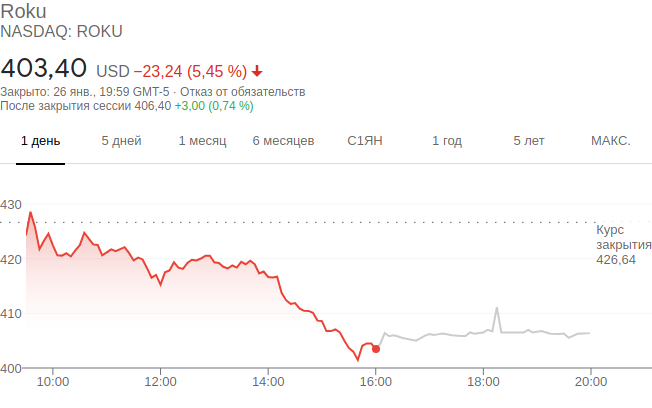 Roku
NASDAQ: ROKU
403,40 USD −23,24 (5,45 %)
Закрыто: 26 янв., 19:59 GMT-5 · Отказ от обязательств
После закрытия сессии 406,40 +3,00 (0,74 %)
1 день 5 дней 1 месяц 6 месяцев С1ЯН 1 год 5 лет МАКС.
430
Курс
закрытия
426,64
420
410
400
10:00 12:00 14:00 16:00 18:00 20:00